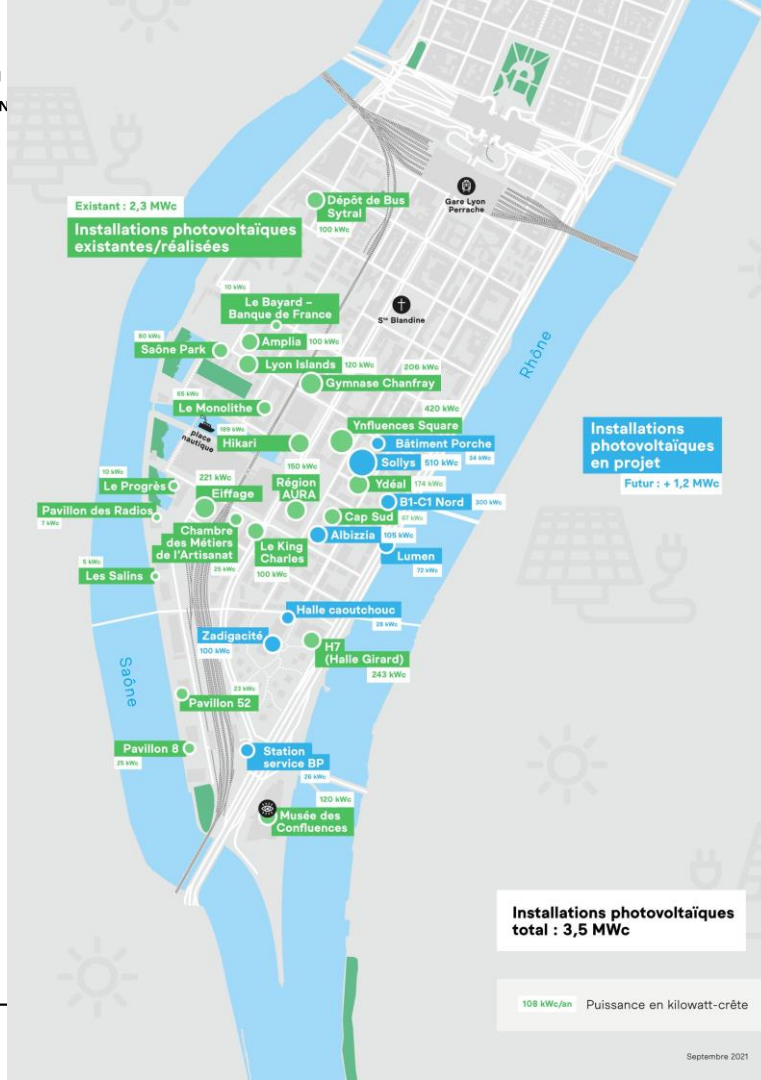 N
Gare Lyon
Perrache
Dépôt de Bus
Sytral
100 kWc
Existant : 2,3 MWc
Installations photovoltaïques
existantes/réalisées
10 kWc
Le Bayard –
Banque de France
Ste Blandine
80 kWc
Saône Park
Amplia 100 kWc
Lyon Islands 120 kWc
206 kWc
Gymnase Chanfray
Rhône
65 kWc
Le Monolithe
420 kWc
Ynfluences Square
place
nautique
189 kWc
Hikari
Bâtiment Porche
34 kWc
Installations
photovoltaïques
en projet
Futur : + 1,2 MWc
Sollys 510 kWc
10 kWc
Le Progrès
221 kWc
Eiffage
150 kWc
Région
AURA
Ydéal 174 kWc
B1-C1 Nord 300 kWc
Pavillon des Radios
7 kWc
Chambre
des Métiers
de l'Artisanat
25 kWc
Le King
Charles
100 kWc
Cap Sud 67 kWc
Albizzia 105 kWc
Lumen
72 kWc
5 kWc
Les Salins
Halle caoutchouc
28 kWc
Zadigacité
100 kWc
H7
(Halle Girard)
243 kWc
Saône
23 kWc
Pavillon 52
Pavillon 8
25 kWc
Station
service BP
26 kWc
120 kWc
Musée des
Confluences
Installations photovoltaïques
total : 3,5 MWc
108 kWc/an Puissance en kilowatt-crête
Septembre 2021